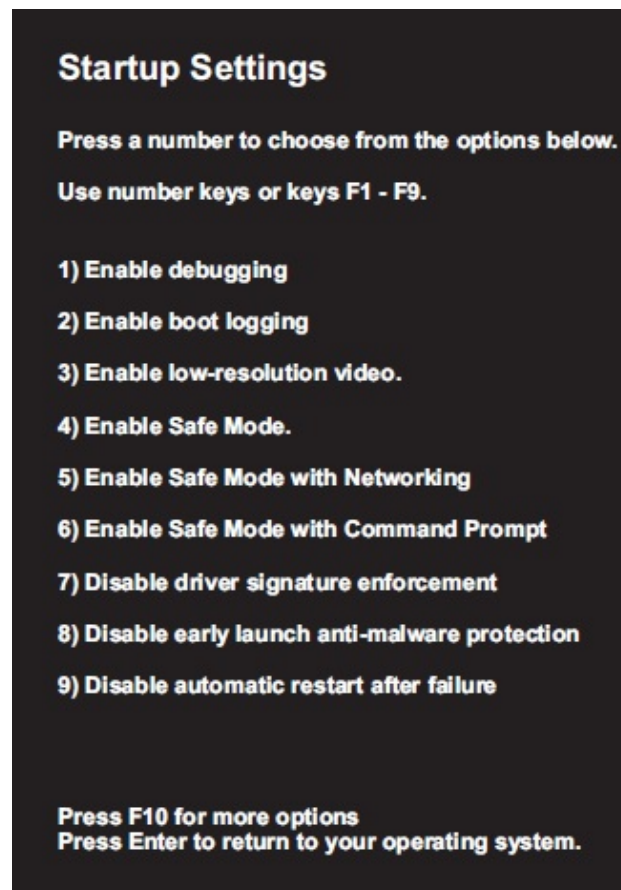 Startup Settings
Press a number to choose from the options below.
Use number keys or keys F1 - F9.
1) Enable debugging
2) Enable boot logging
3) Enable low-resolution video.
4) Enable Safe Mode.
5) Enable Safe Mode with Networking
6) Enable Safe Mode with Command Prompt
7) Disable driver signature enforcement
8) Disable early launch anti-malware protection
9) Disable automatic restart after failure
Press F10 for more options
Press Enter to return to your operating system.